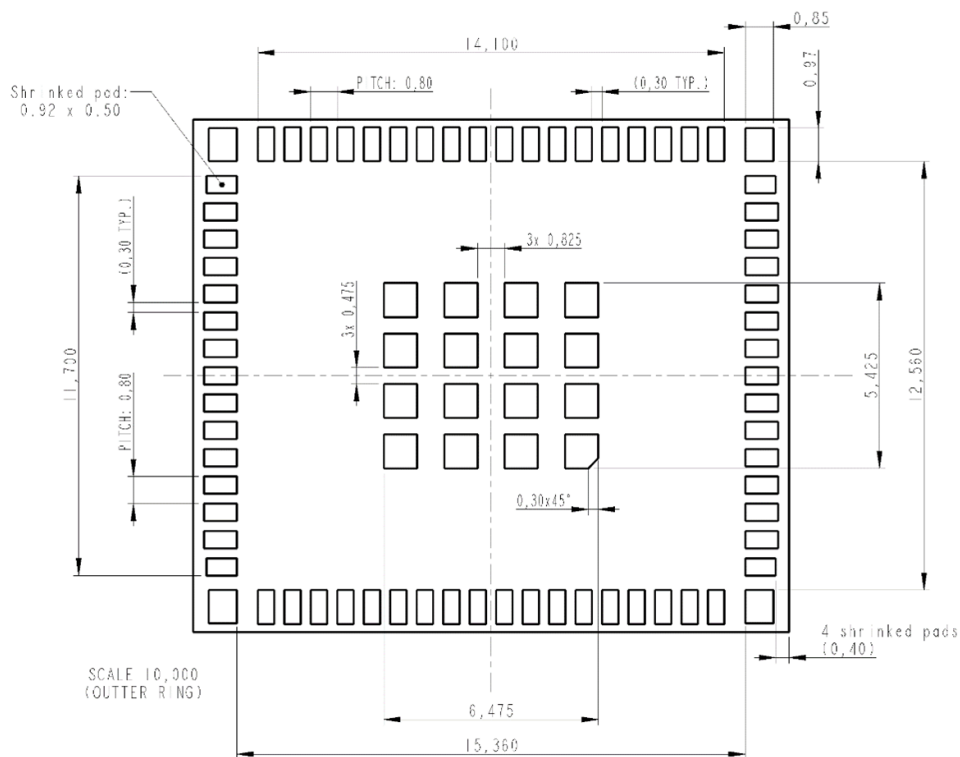 0,85
14,100
0,97
Shrinked pad:
0.92 x 0.50
PITCH: 0,80
(0,30 TYP.)
(0,30 TYP.)
3x 0,825
3x 0,475
11,700
5,425
12,560
PITCH: 0,80
0,30x45°
4 shrinked pads
(0,40)
SCALE 10,000
(OUTTER RING)
6,475
15,360